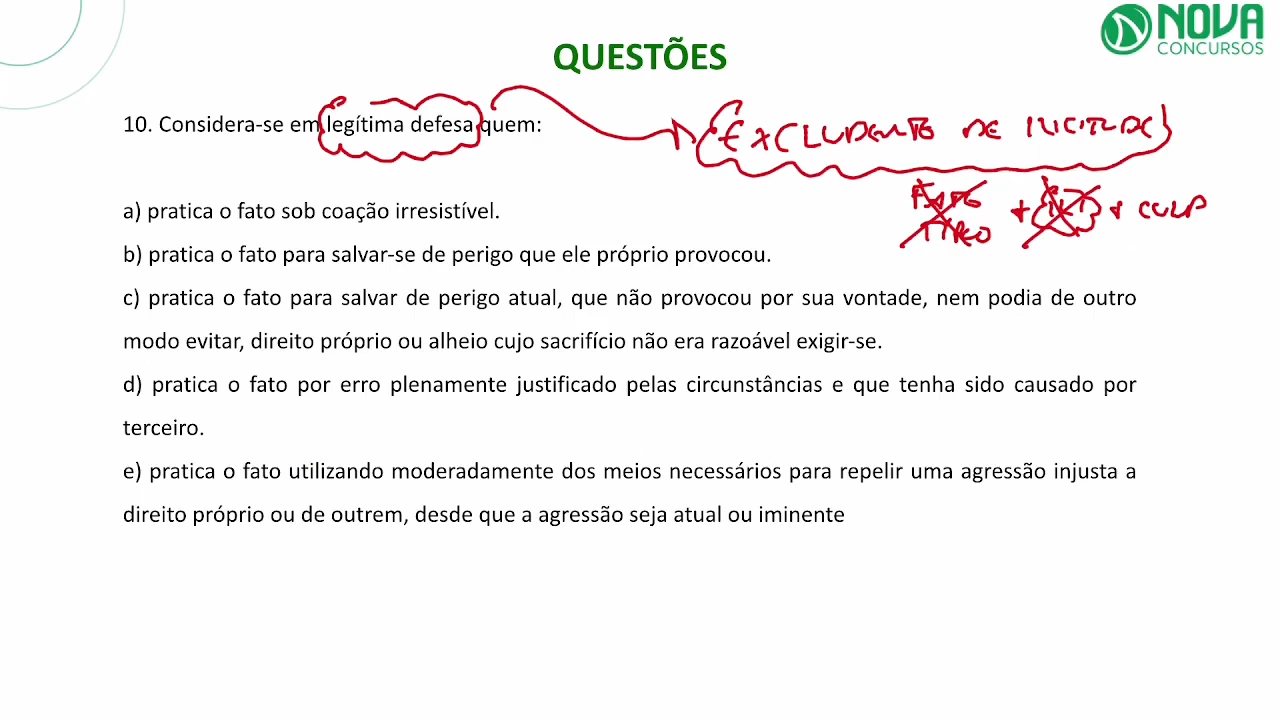 NOVA
CONCURSOS
QUESTÕES
10. Considera-se em legítima defesa quem:
EXCLUDENTE DE ILICITUDE
a) pratica o fato sob coação irresistível.
FATO
TÍPICO
+ + CULP
b) pratica o fato para salvar-se de perigo que ele próprio provocou.
c) pratica o fato para salvar de perigo atual, que não provocou por sua vontade, nem podia de outro
modo evitar, direito próprio ou alheio cujo sacrifício não era razoável exigir-se.
d) pratica o fato por erro plenamente justificado pelas circunstâncias e que tenha sido causado por
terceiro.
e) pratica o fato utilizando moderadamente dos meios necessários para repelir uma agressão injusta a
direito próprio ou de outrem, desde que a agressão seja atual ou iminente